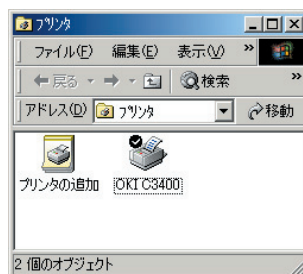 プリンタ
ファイル(F) 編集(E) 表示(V) »
戻る 検索 »
アドレス(D) プリンタ 移動
プリンタの追加 OKI C3400
2 個のオブジェクト